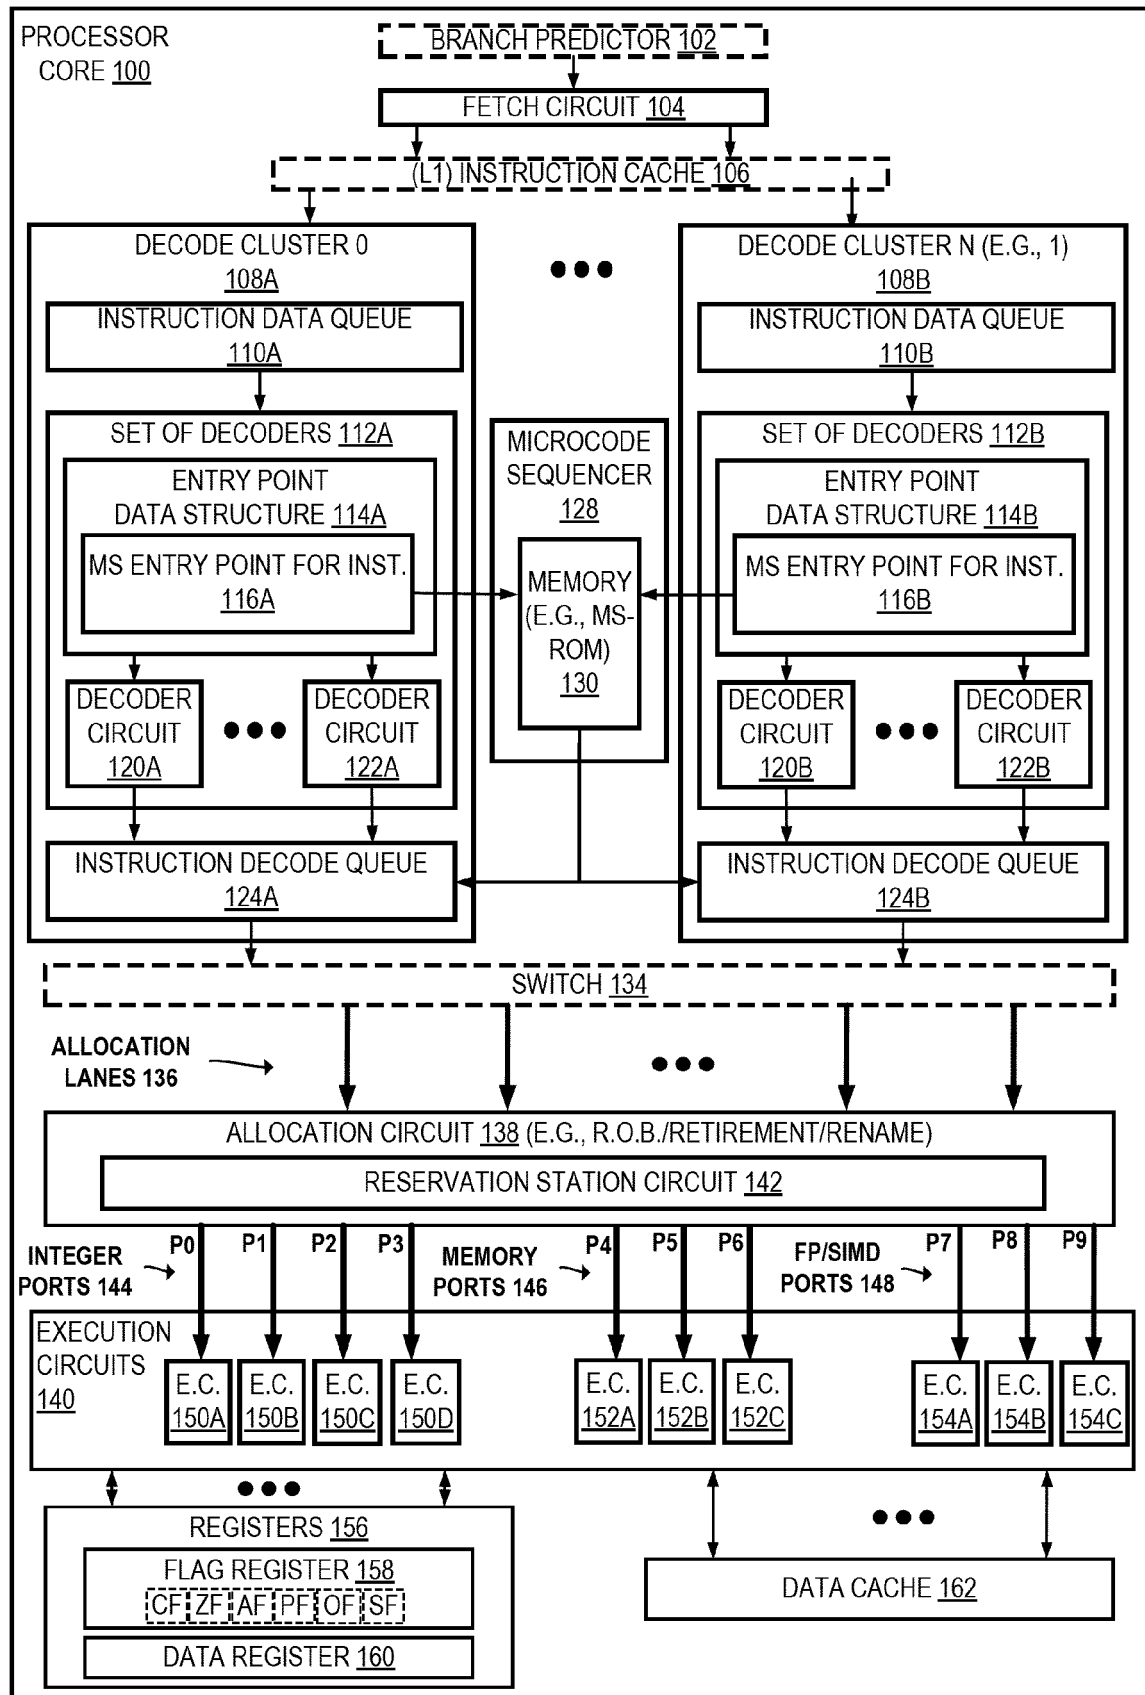 PROCESSOR
CORE 100
BRANCH PREDICTOR 102
FETCH CIRCUIT 104
(L1) INSTRUCTION CACHE 106
DECODE CLUSTER 0
108A
INSTRUCTION DATA QUEUE
110A
SET OF DECODERS 112A
ENTRY POINT
DATA STRUCTURE 114A
MS ENTRY POINT FOR INST.
116A
DECODER
CIRCUIT
120A
DECODER
CIRCUIT
122A
INSTRUCTION DECODE QUEUE
124A
MICROCODE
SEQUENCER
128
MEMORY
(E.G., MS-
ROM)
130
DECODE CLUSTER N (E.G., 1)
108B
INSTRUCTION DATA QUEUE
110B
SET OF DECODERS 112B
ENTRY POINT
DATA STRUCTURE 114B
MS ENTRY POINT FOR INST.
116B
DECODER
CIRCUIT
120B
DECODER
CIRCUIT
122B
INSTRUCTION DECODE QUEUE
124B
SWITCH 134
ALLOCATION
LANES 136
ALLOCATION CIRCUIT 138 (E.G., R.O.B./RETIREMENT/RENAME)
RESERVATION STATION CIRCUIT 142
INTEGER
PORTS 144
P0
P1
P2
P3
MEMORY
PORTS 146
P4
P5
P6
FP/SIMD
PORTS 148
P7
P8
P9
EXECUTION
CIRCUITS
140
E.C.
150A
E.C.
150B
E.C.
150C
E.C.
150D
E.C.
152A
E.C.
152B
E.C.
152C
E.C.
154A
E.C.
154B
E.C.
154C
REGISTERS 156
FLAG REGISTER 158
CF ZF AF PF OF SF
DATA REGISTER 160
DATA CACHE 162